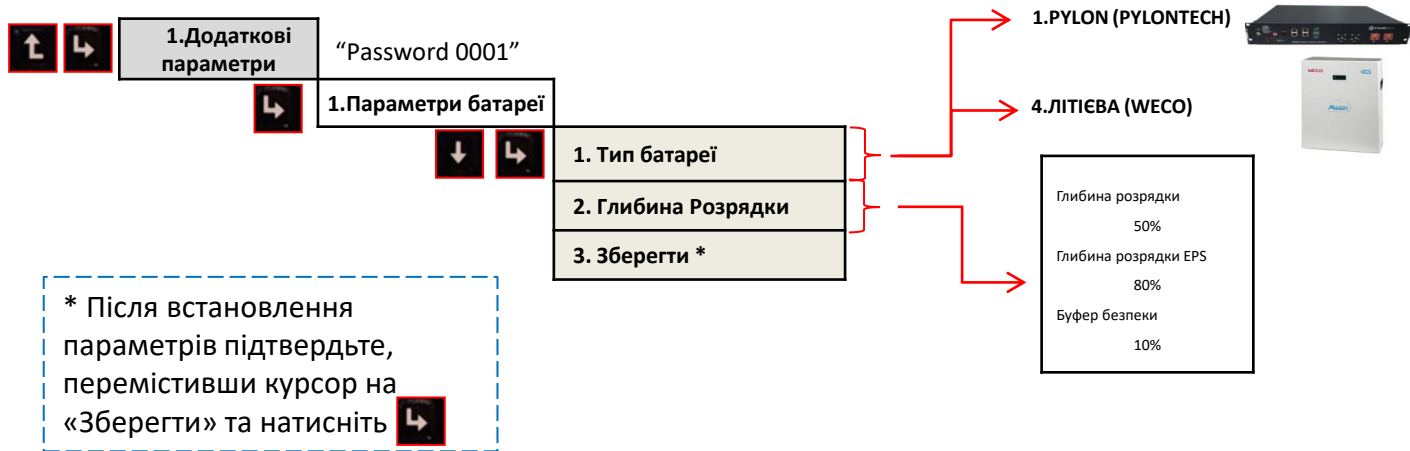 1.Додаткові
параметри
“Password 0001”
1.Параметри батареї
1. Тип батареї
2. Глибина Розрядки
3. Зберегти *
1.PYLON (PYLONTECH)
4.ЛІТІЄВА (WECO)
WECO
Глибина розрядки
50%
Глибина розрядки EPS
80%
Буфер безпеки
10%
* Після встановлення
параметрів підтвердьте,
перемістивши курсор на
«Зберегти» та натисніть